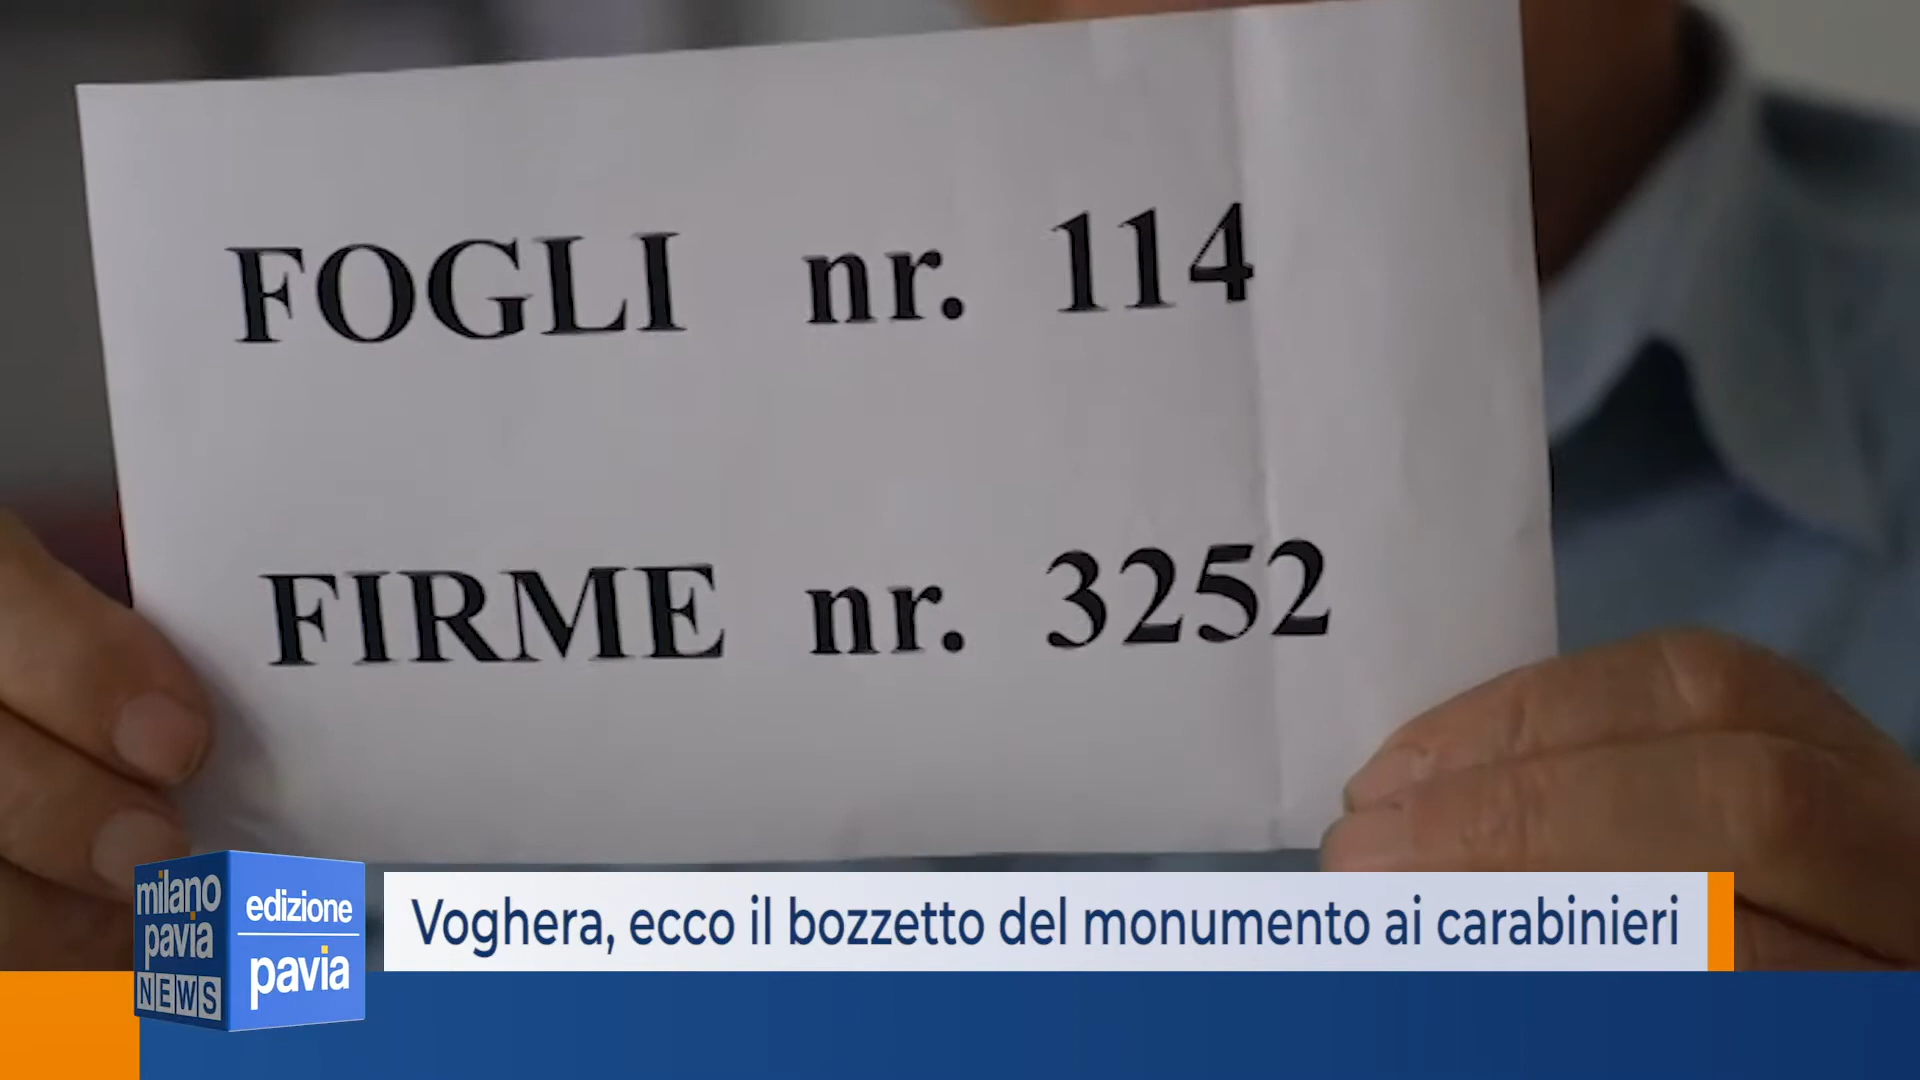 FOGLI nr. 114
FIRME nr. 3252
milano
pavia
NEWS
edizione
pavia
Voghera, ecco il bozzetto del monumento ai carabinieri